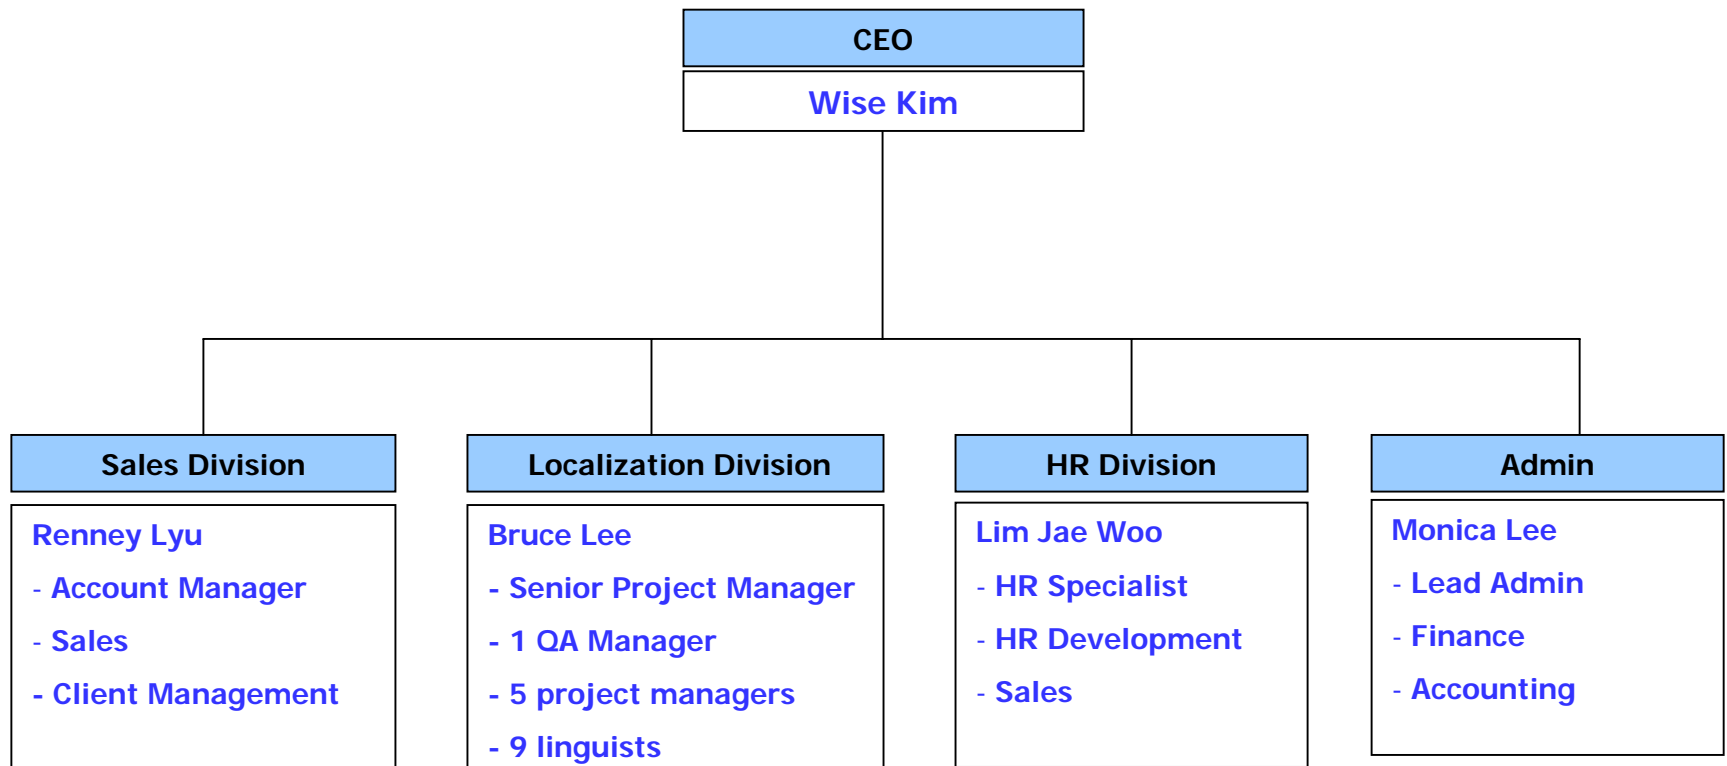 CEO
Wise Kim
Sales Division
Renney Lyu
- Account Manager
- Sales
- Client Management
Localization Division
Bruce Lee
- Senior Project Manager
- 1 QA Manager
- 5 project managers
- 9 linguists
HR Division
Lim Jae Woo
- HR Specialist
- HR Development
- Sales
Admin
Monica Lee
- Lead Admin
- Finance
- Accounting